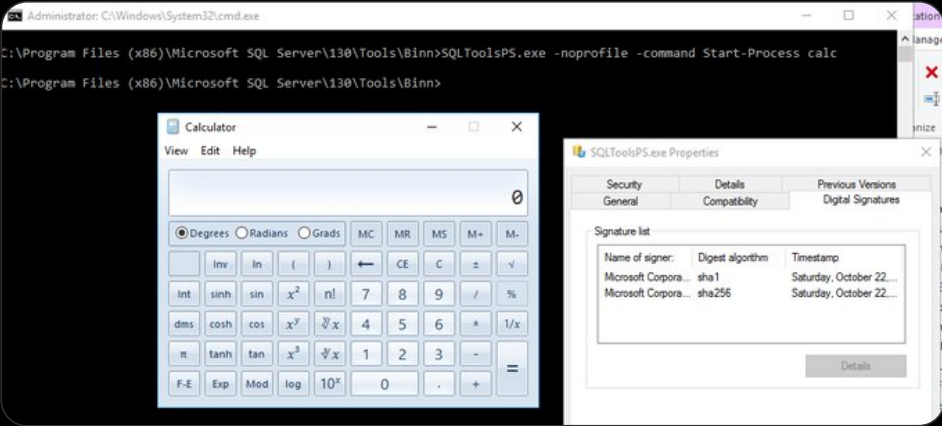 Administrator: C:\Windows\System32\cmd.exe
C:\Program Files (x86)\Microsoft SQL Server\130\Tools\Binn>SQLToolsPS.exe -noprofile -command Start-Process calc
C:\Program Files (x86)\Microsoft SQL Server\130\Tools\Binn>
Calculator
View Edit Help
0
Degrees Radians Grads MC MR MS M+ M-
Inv ln ( ) ← CE C ± √
Int sinh sin x² n! 7 8 9 / %
dms cosh cos xʸ ʸ√x 4 5 6 * 1/x
π tanh tan x³ ³√x 1 2 3 - =
F-E Exp Mod log 10ˣ 0 . +
SQLToolsPS.exe Properties
Security Details Previous Versions
General Compatibility Digital Signatures
Signature list
Name of signer: Digest algorithm Timestamp
Microsoft Corpora... sha1 Saturday, October 22,...
Microsoft Corpora... sha256 Saturday, October 22,...
Details